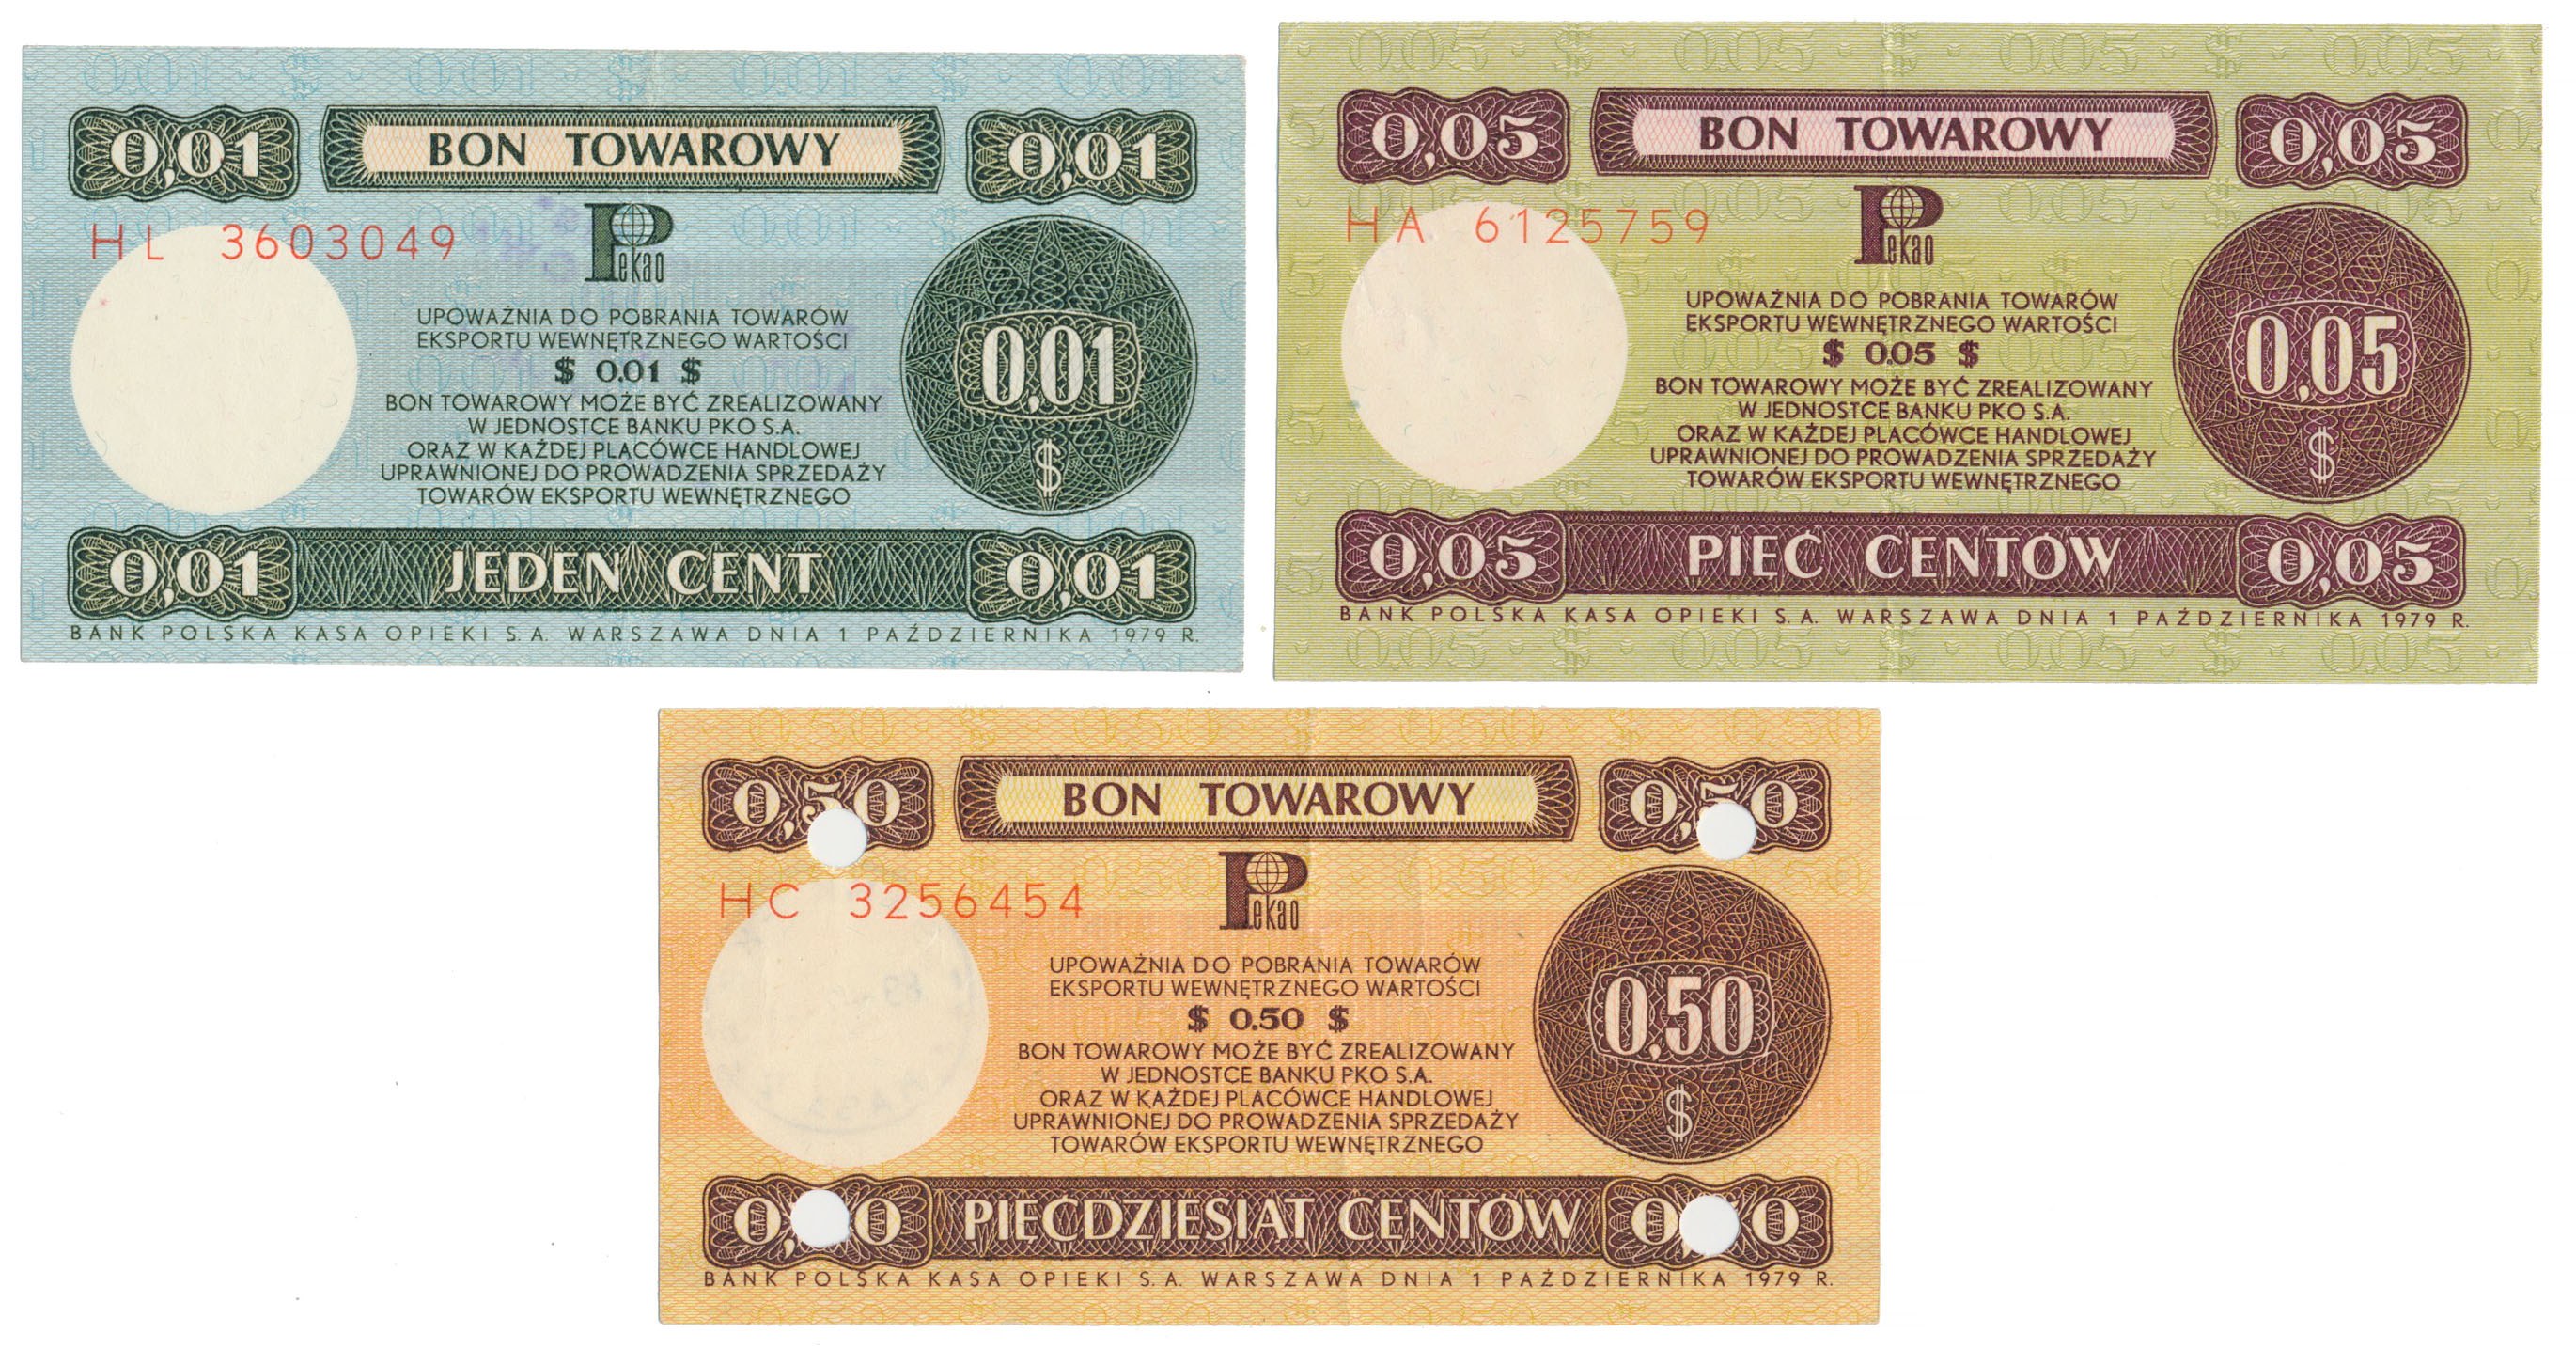 0,01 BON TOWAROWY 0,01
HL 3603049
Pekao
UPOWAŻNIA DO POBRANIA TOWARÓW
EKSPORTU WEWNĘTRZNEGO WARTOŚCI
$ 0.01 $
BON TOWAROWY MOŻE BYĆ ZREALIZOWANY
W JEDNOSTCE BANKU PKO S.A.
ORAZ W KAŻDEJ PLACÓWCE HANDLOWEJ
UPRAWNIONEJ DO PROWADZENIA SPRZEDAŻY
TOWARÓW EKSPORTU WEWNĘTRZNEGO
0,01
$
0,01 JEDEN CENT 0,01
BANK POLSKA KASA OPIEKI S.A. WARSZAWA DNIA 1 PAŹDZIERNIKA 1979 R.
0,05 BON TOWAROWY 0,05
HA 6125759
Pekao
UPOWAŻNIA DO POBRANIA TOWARÓW
EKSPORTU WEWNĘTRZNEGO WARTOŚCI
$ 0.05 $
BON TOWAROWY MOŻE BYĆ ZREALIZOWANY
W JEDNOSTCE BANKU PKO S.A.
ORAZ W KAŻDEJ PLACÓWCE HANDLOWEJ
UPRAWNIONEJ DO PROWADZENIA SPRZEDAŻY
TOWARÓW EKSPORTU WEWNĘTRZNEGO
0,05
$
0,05 PIĘĆ CENTÓW 0,05
BANK POLSKA KASA OPIEKI S.A. WARSZAWA DNIA 1 PAŹDZIERNIKA 1979 R.
0,50 BON TOWAROWY 0,50
HC 3256454
Pekao
UPOWAŻNIA DO POBRANIA TOWARÓW
EKSPORTU WEWNĘTRZNEGO WARTOŚCI
$ 0.50 $
BON TOWAROWY MOŻE BYĆ ZREALIZOWANY
W JEDNOSTCE BANKU PKO S.A.
ORAZ W KAŻDEJ PLACÓWCE HANDLOWEJ
UPRAWNIONEJ DO PROWADZENIA SPRZEDAŻY
TOWARÓW EKSPORTU WEWNĘTRZNEGO
0,50
$
PIĘĆDZIESIĄT CENTÓW
BANK POLSKA KASA OPIEKI S.A. WARSZAWA DNIA 1 PAŹDZIERNIKA 1979 R.